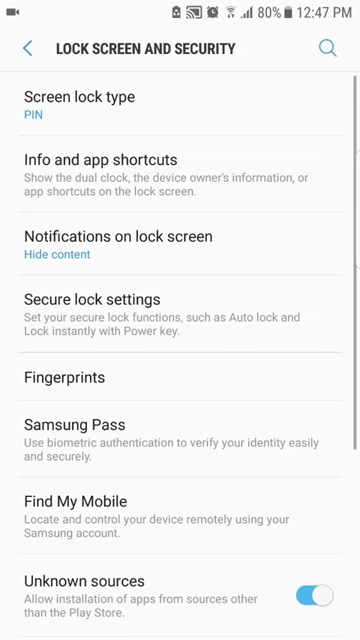 80% 12:47 PM
LOCK SCREEN AND SECURITY
Screen lock type
PIN
Info and app shortcuts
Show the dual clock, the device owner's information, or
app shortcuts on the lock screen.
Notifications on lock screen
Hide content
Secure lock settings
Set your secure lock functions, such as Auto lock and
Lock instantly with Power key.
Fingerprints
Samsung Pass
Use biometric authentication to verify your identity easily
and securely.
Find My Mobile
Locate and control your device remotely using your
Samsung account.
Unknown sources
Allow installation of apps from sources other
than the Play Store.